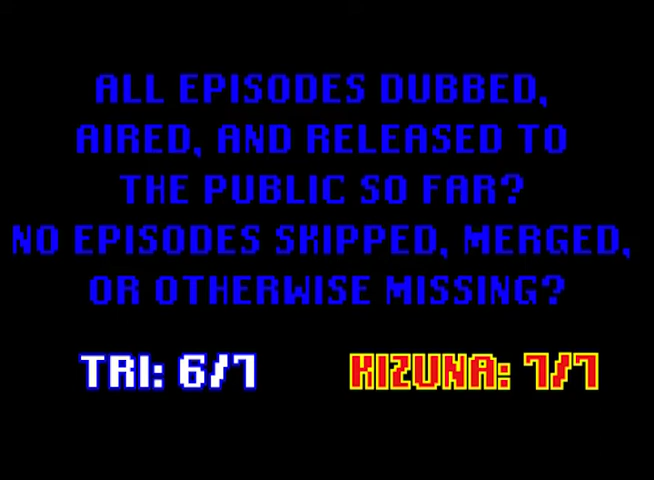 ALL EPISODES DUBBED,
AIRED, AND RELEASED TO
THE PUBLIC SO FAR?
NO EPISODES SKIPPED, MERGED,
OR OTHERWISE MISSING?
TRI: 6/7 KIZUNA: 7/7